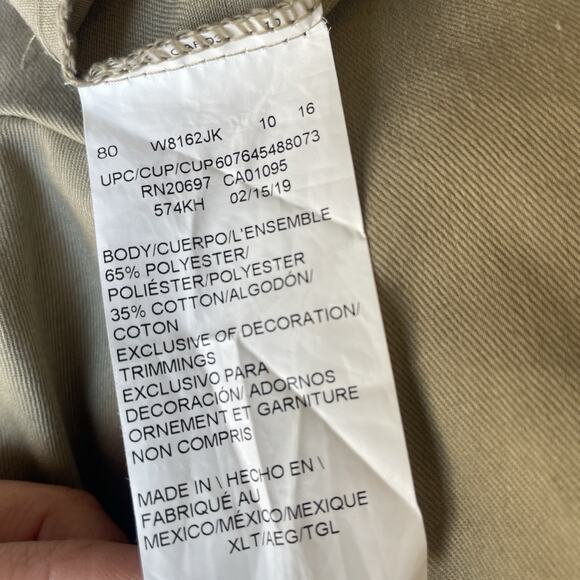 80 W8162JK 10 16
UPC/CUP/CUP607645488073
RN20697 CA01095
574KH 02/15/19
BODY/CUERPO/L'ENSEMBLE
65% POLYESTER/
POLIÉSTER/POLYESTER
35% COTTON/ALGODÓN/
COTON
EXCLUSIVE OF DECORATION/
TRIMMINGS
EXCLUSIVO PARA
DECORACIÓN/ ADORNOS
ORNEMENT ET GARNITURE
NON COMPRIS
MADE IN \ HECHO EN \
FABRIQUÉ AU
MEXICO/MÉXICO/MEXIQUE
XLT/AEG/TGL